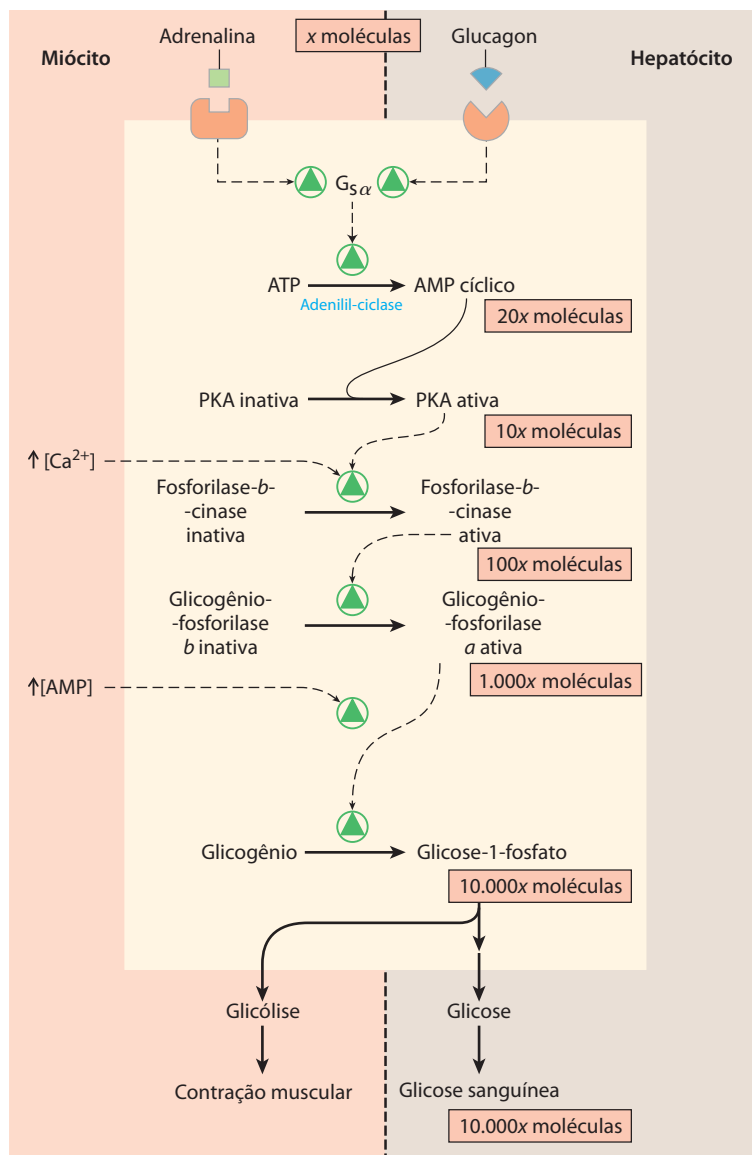 Miócito
Adrenalina
x moléculas
Glucagon
Hepatócito
Gsα
ATP
AMP cíclico
Adenilil-ciclase
20x moléculas
PKA inativa
PKA ativa
10x moléculas
↑ [Ca2+]
Fosforilase-b-
-cinase
inativa
Fosforilase-b-
-cinase
ativa
100x moléculas
Glicogênio-
-fosforilase
b inativa
Glicogênio-
-fosforilase
a ativa
1.000x moléculas
↑[AMP]
Glicogênio
Glicose-1-fosfato
10.000x moléculas
Glicólise
Glicose
Contração muscular
Glicose sanguínea
10.000x moléculas